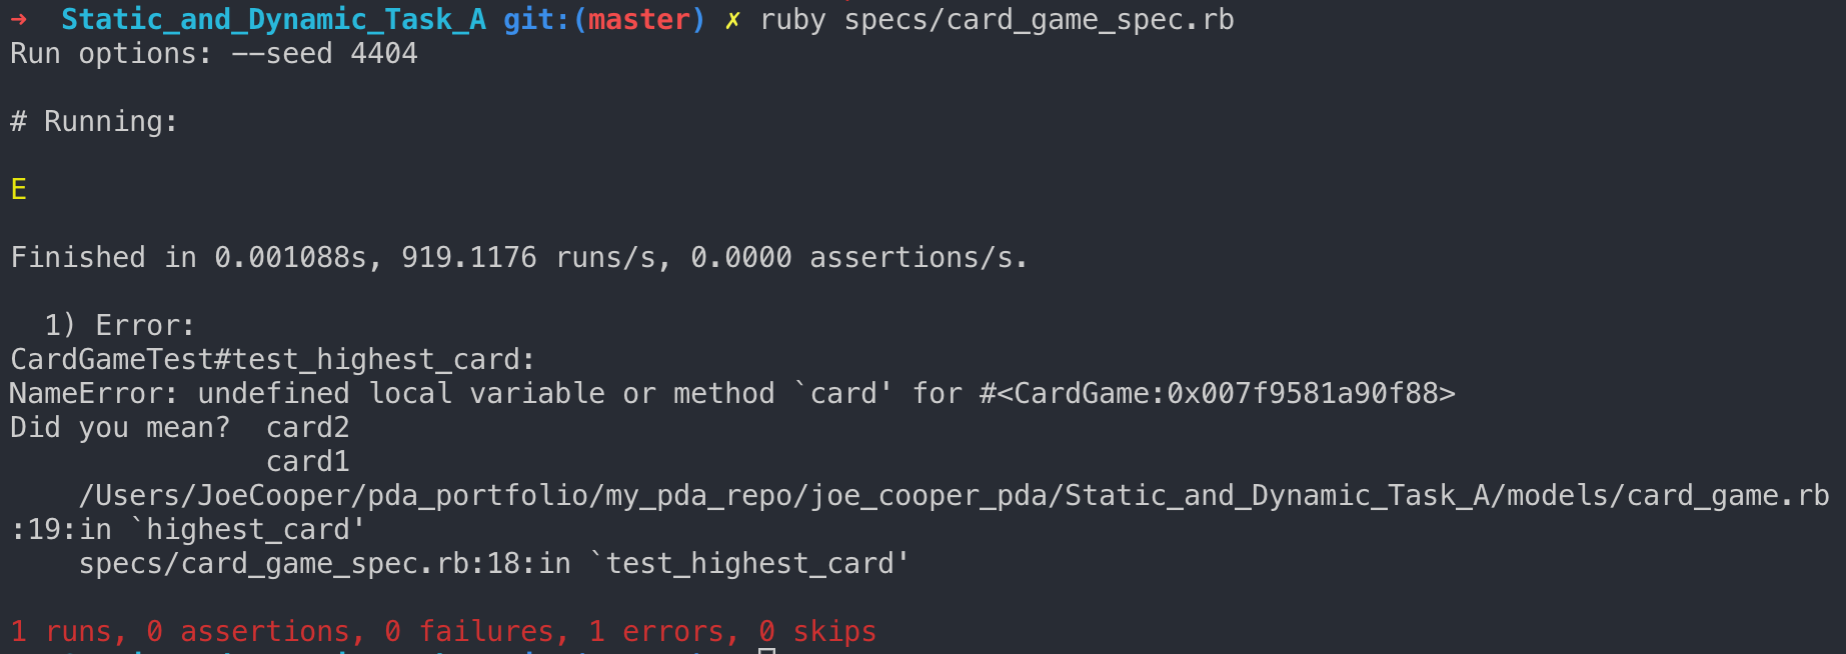 ➜  Static_and_Dynamic_Task_A git:(master) ✗ ruby specs/card_game_spec.rb
Run options: --seed 4404
# Running:
E
Finished in 0.001088s, 919.1176 runs/s, 0.0000 assertions/s.
  1) Error:
CardGameTest#test_highest_card:
NameError: undefined local variable or method `card' for #<CardGame:0x007f9581a90f88>
Did you mean?  card2
               card1
    /Users/JoeCooper/pda_portfolio/my_pda_repo/joe_cooper_pda/Static_and_Dynamic_Task_A/models/card_game.rb
:19:in `highest_card'
    specs/card_game_spec.rb:18:in `test_highest_card'
1 runs, 0 assertions, 0 failures, 1 errors, 0 skips